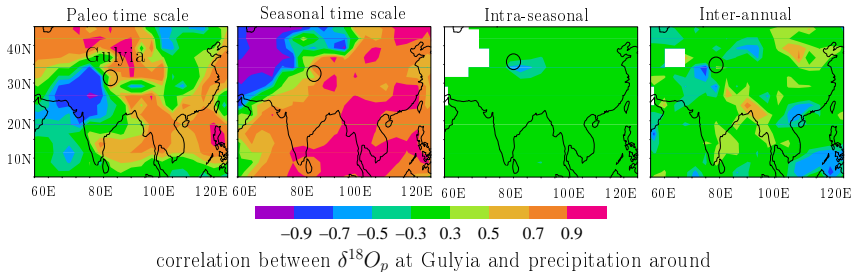 Paleo time scale Seasonal time scale Intra-seasonal Inter-annual
Gulyia
40N
30N
20N
10N
60E 80E 100E 120E 60E 80E 100E 120E 60E 80E 100E 120E 60E 80E 100E 120E
−0.9 −0.7 −0.5 −0.3 0.3 0.5 0.7 0.9
correlation between δ¹⁸Oₚ at Gulyia and precipitation around